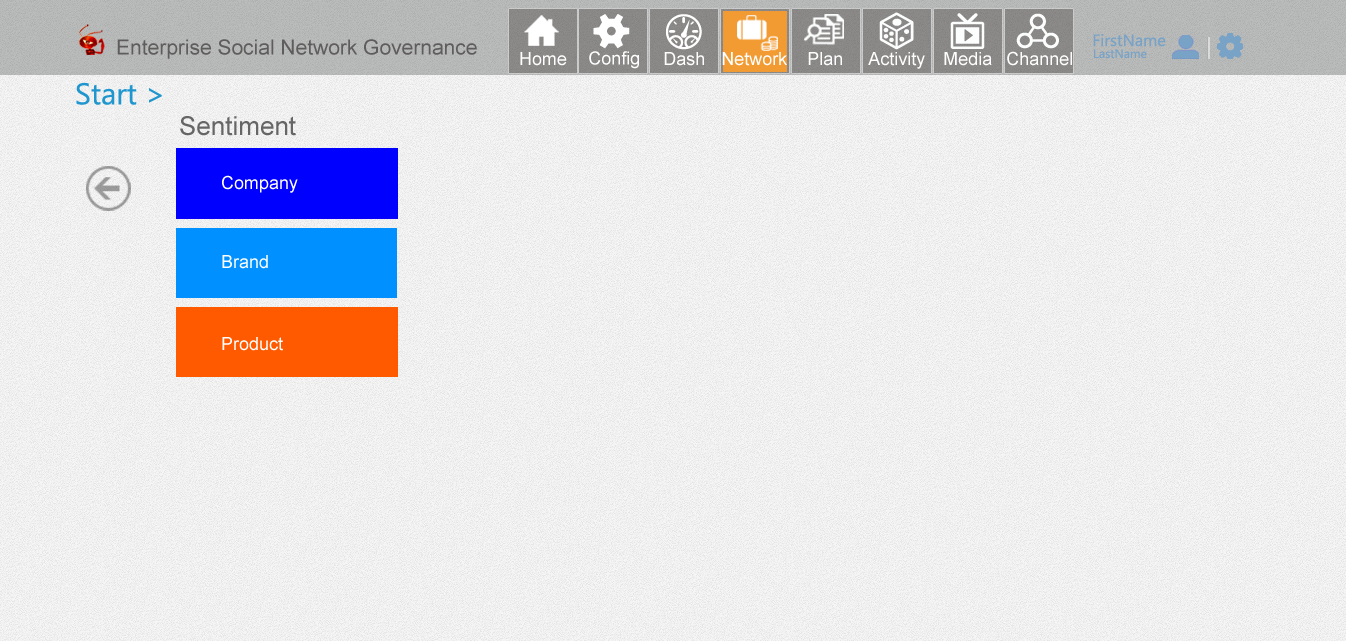 Enterprise Social Network Governance
Home Config Dash Network Plan Activity Media Channel
FirstName
LastName
Start >
Sentiment
Company
Brand
Product